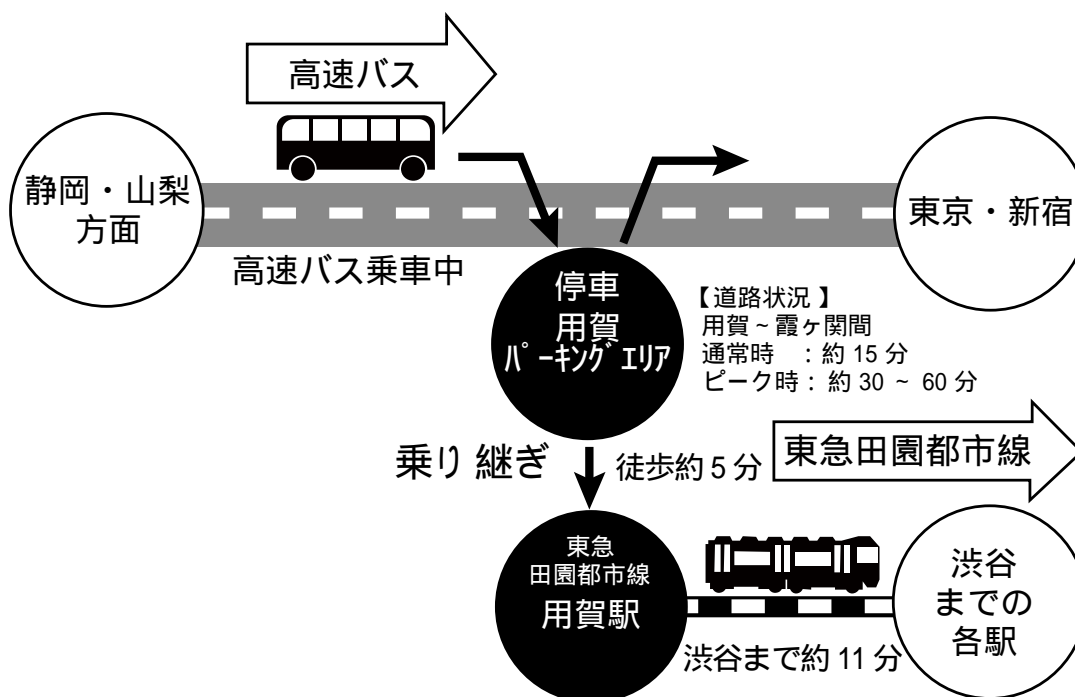 高速バス
静岡・山梨
方面
東京・新宿
高速バス乗車中
停車
用賀
パーキングエリア
【道路状況】
用賀~霞ヶ関間
通常時 :約15分
ピーク時:約30 ~ 60分
乗り継ぎ
徒歩約5分
東急田園都市線
東急
田園都市線
用賀駅
渋谷
までの
各駅
渋谷まで約11分